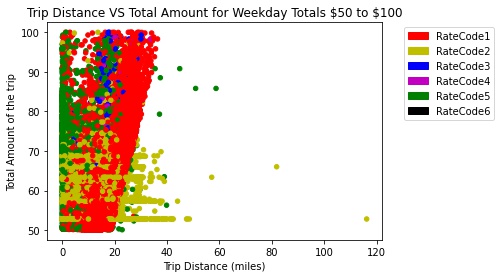 Trip Distance VS Total Amount for Weekday Totals $50 to $100
RateCode1
RateCode2
RateCode3
RateCode4
RateCode5
RateCode6
Total Amount of the trip
100
90
80
70
60
50
0 20 40 60 80 100 120
Trip Distance (miles)